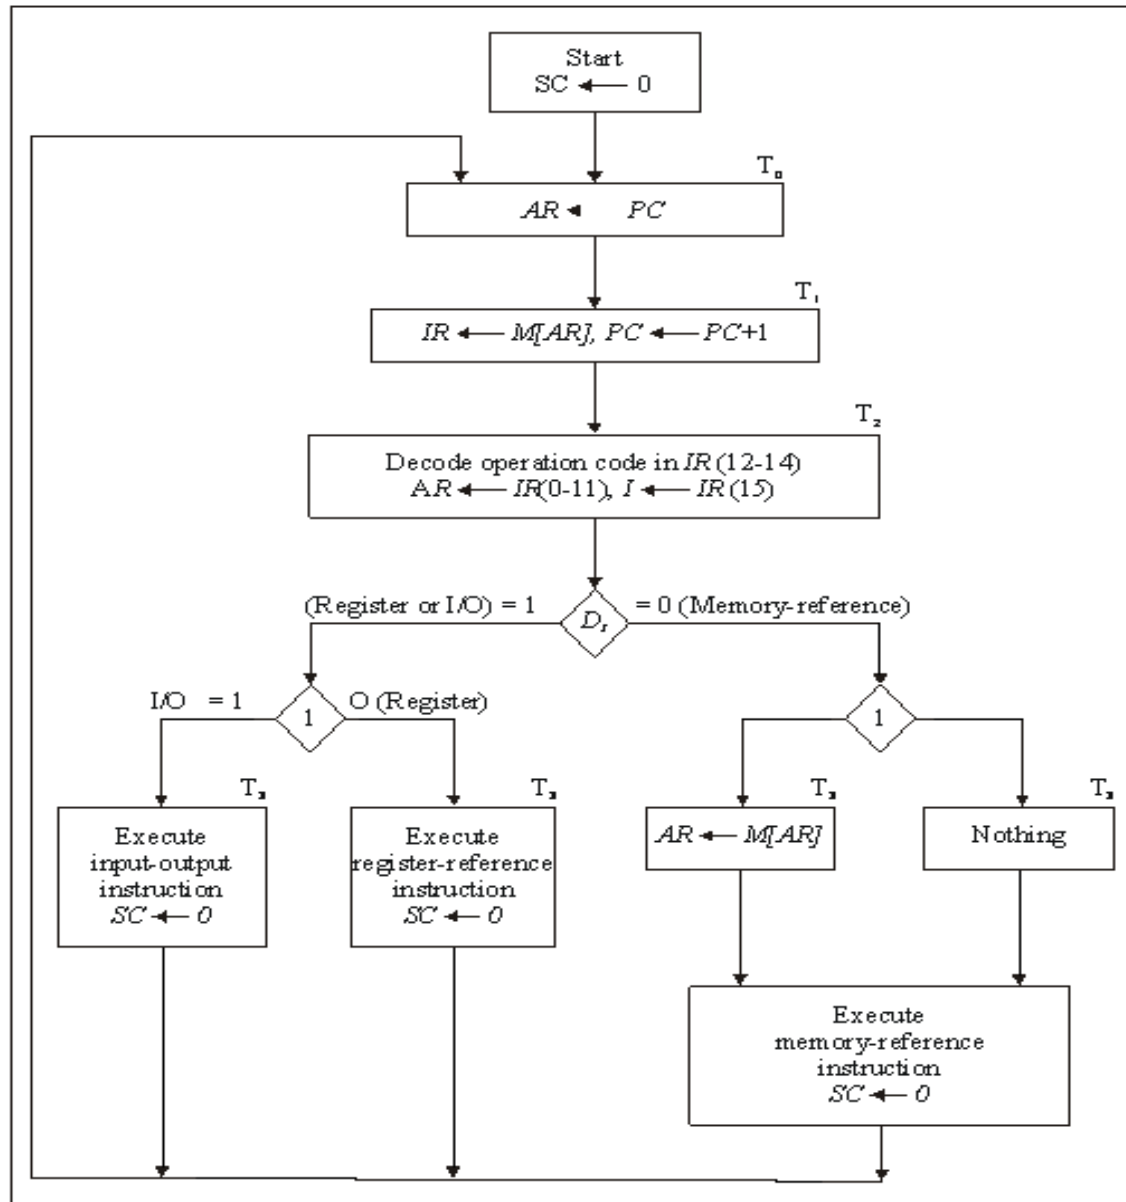 Start
SC ← 0
T₀
AR ← PC
T₁
IR ← M[AR], PC ← PC+1
T₂
Decode operation code in IR (12-14)
AR ← IR(0-11), I ← IR (15)
(Register or I/O) = 1
= 0 (Memory-reference)
I/O = 1
1
O (Register)
1
T₃
T₃
T₃
T₃
Execute
input-output
instruction
SC ← 0
Execute
register-reference
instruction
SC ← 0
AR ← M[AR]
Nothing
Execute
memory-reference
instruction
SC ← 0